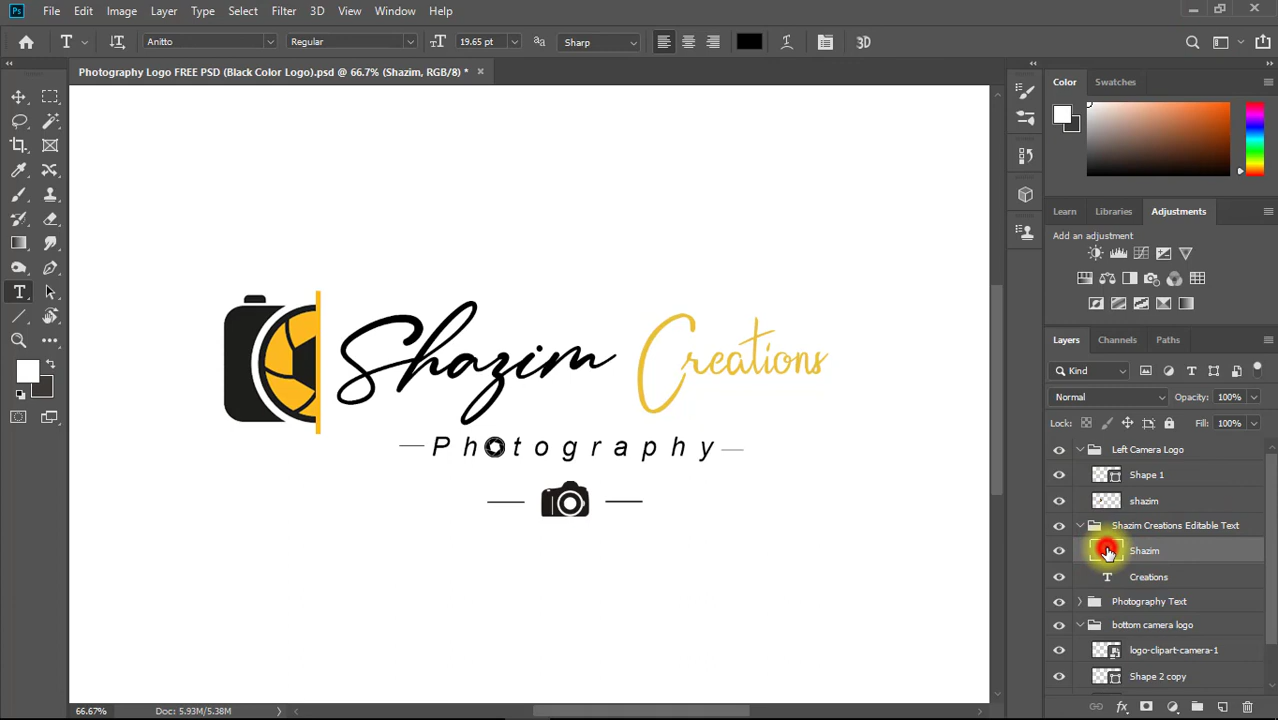 Ps File Edit Image Layer Type Select Filter 3D View Window Help
T Anitto Regular 19.65 pt Sharp 3D
Photography Logo FREE PSD (Black Color Logo).psd @ 66.7% (Shazim, RGB/8) *
Color Swatches
Learn Libraries Adjustments
Add an adjustment
Shazim Creations
Photography
Layers Channels Paths
Kind
Normal Opacity: 100%
Lock: Fill: 100%
Left Camera Logo
Shape 1
shazim
Shazim Creations Editable Text
Shazim
T Creations
Photography Text
bottom camera logo
logo-clipart-camera-1
Shape 2 copy
66.67% Doc: 5.93M/5.38M
fx